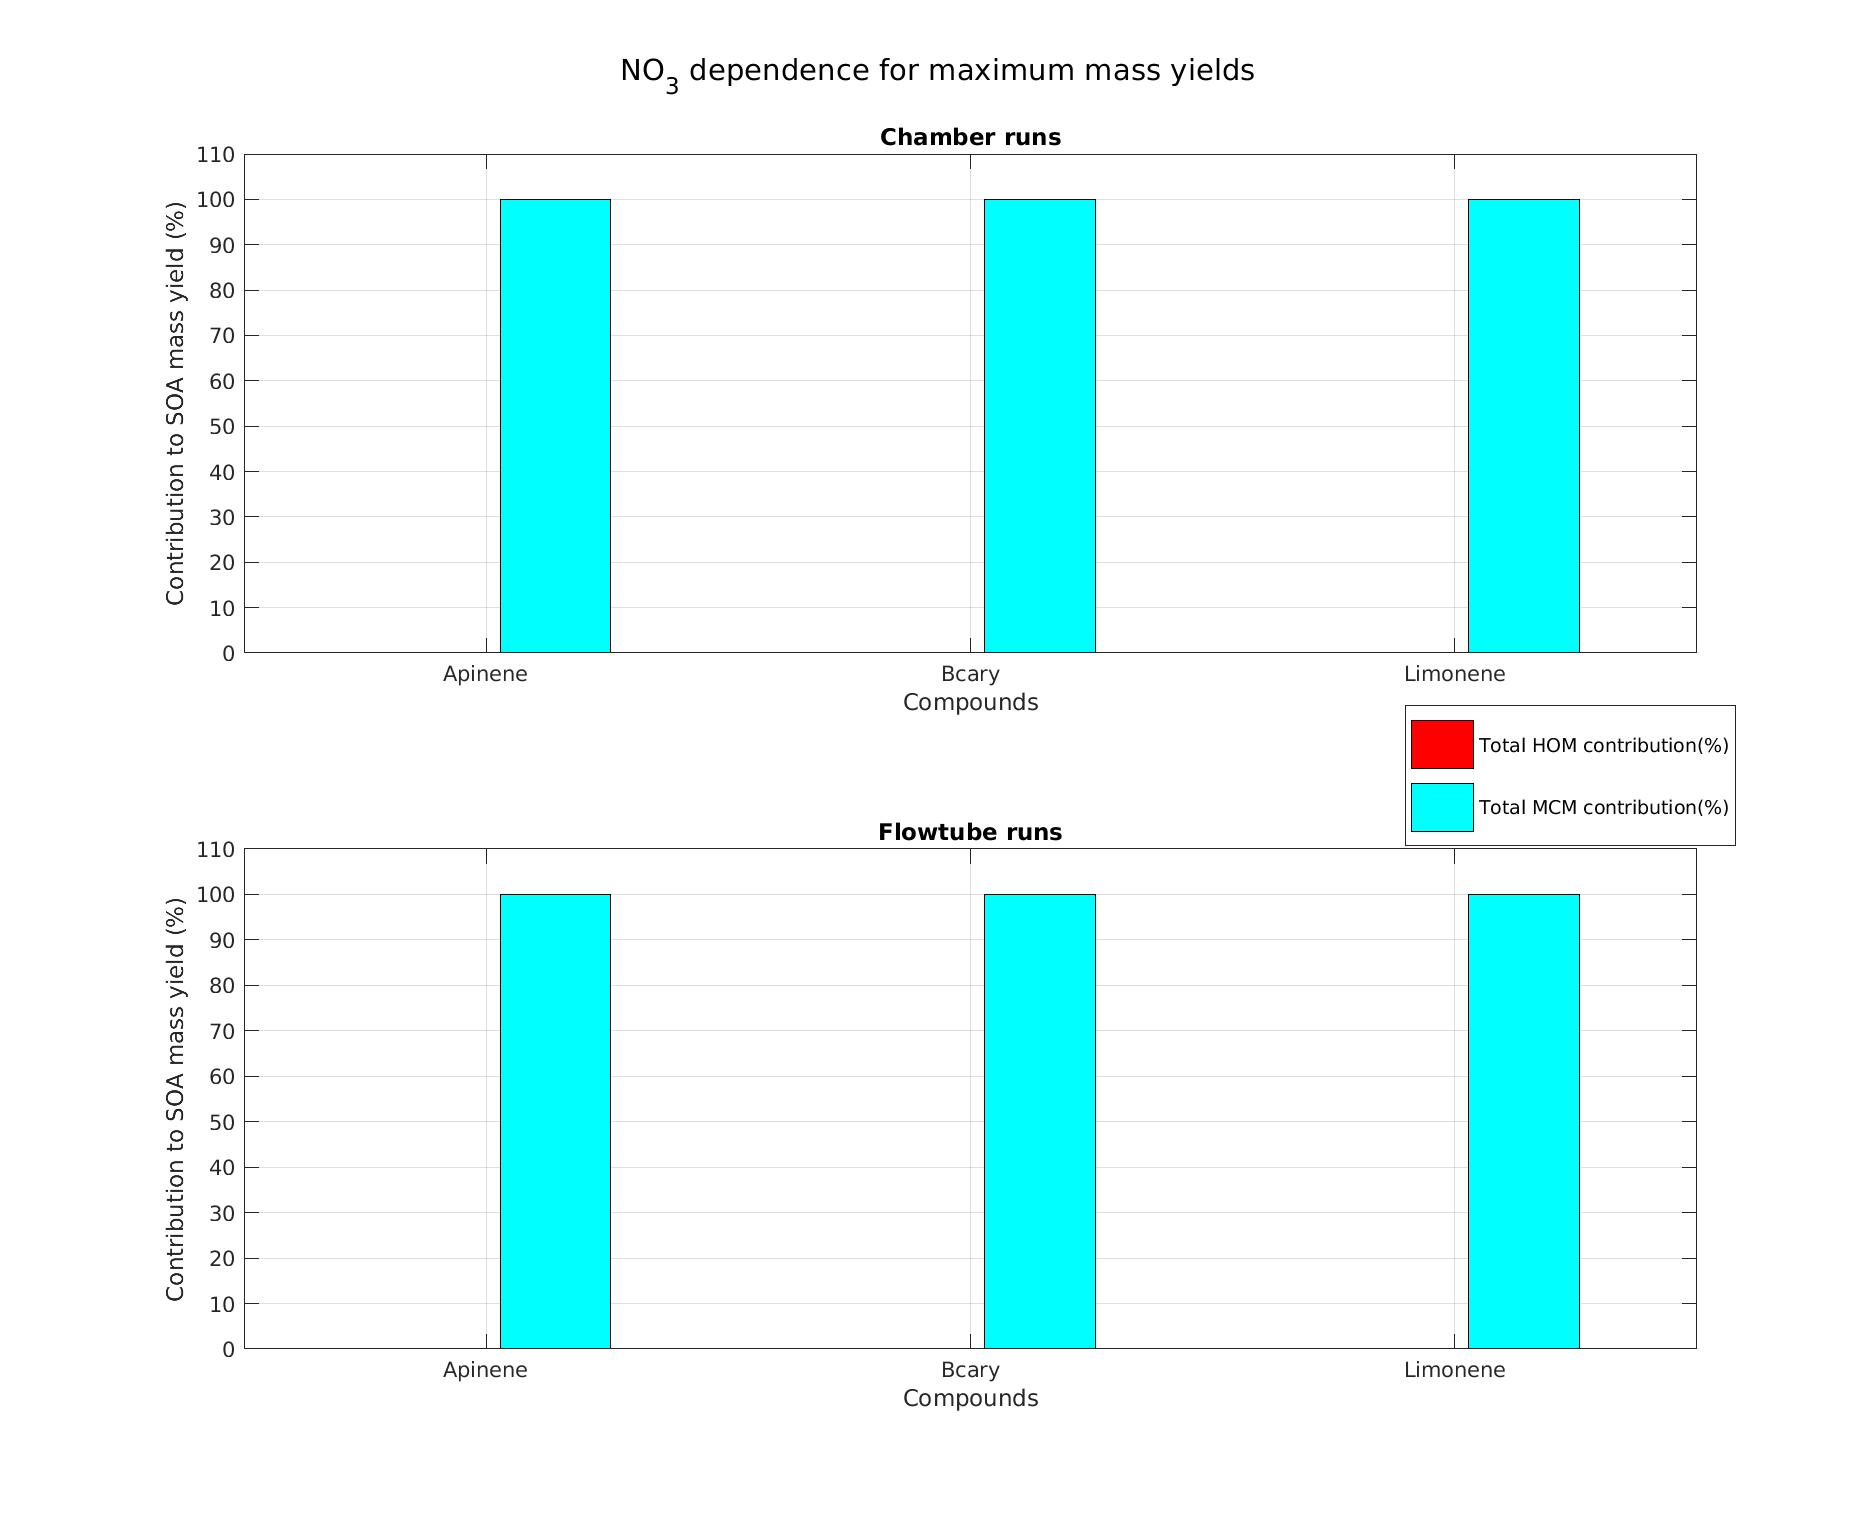 NO3 dependence for maximum mass yields
Chamber runs
Contribution to SOA mass yield (%)
110
100
90
80
70
60
50
40
30
20
10
0
Apinene Bcary Limonene
Compounds
Total HOM contribution(%)
Total MCM contribution(%)
Flowtube runs
Contribution to SOA mass yield (%)
110
100
90
80
70
60
50
40
30
20
10
0
Apinene Bcary Limonene
Compounds